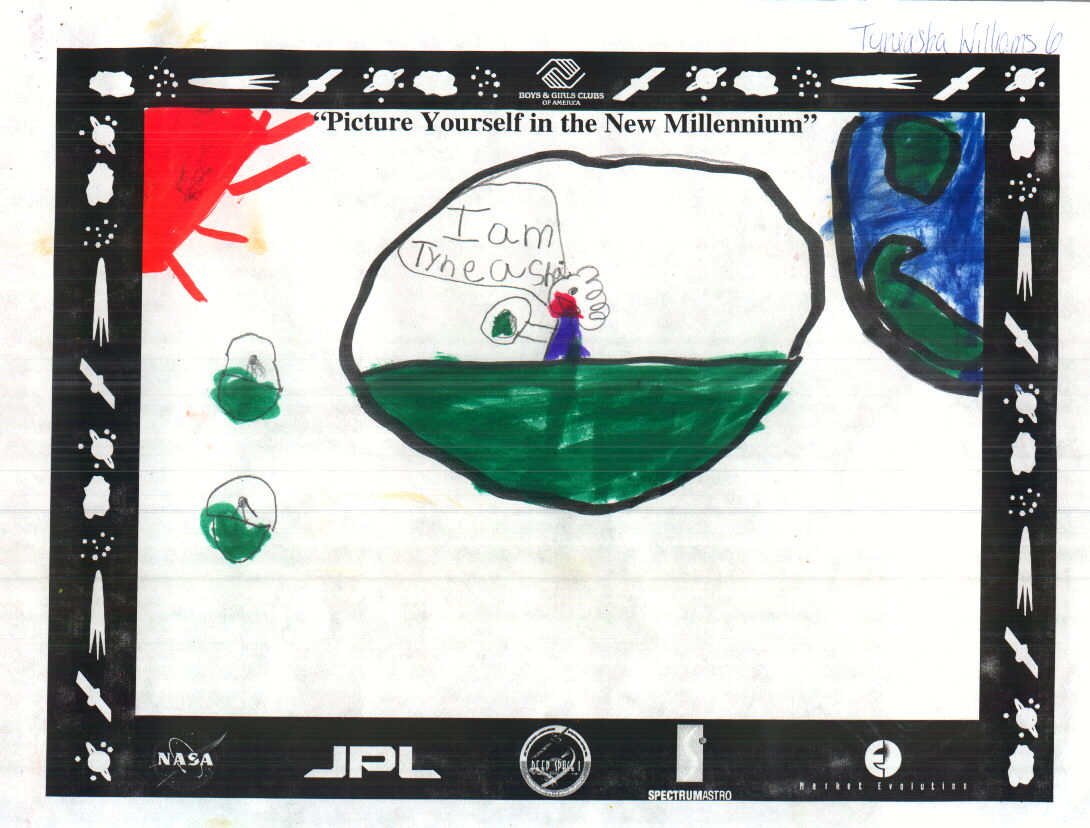 Tyneasha Williams 6
BOYS & GIRLS CLUBS
OF AMERICA
“Picture Yourself in the New Millennium”
I am
Tyneasha
NASA
JPL
DEEP SPACE 1
SPECTRUMASTRO
Market Evolution